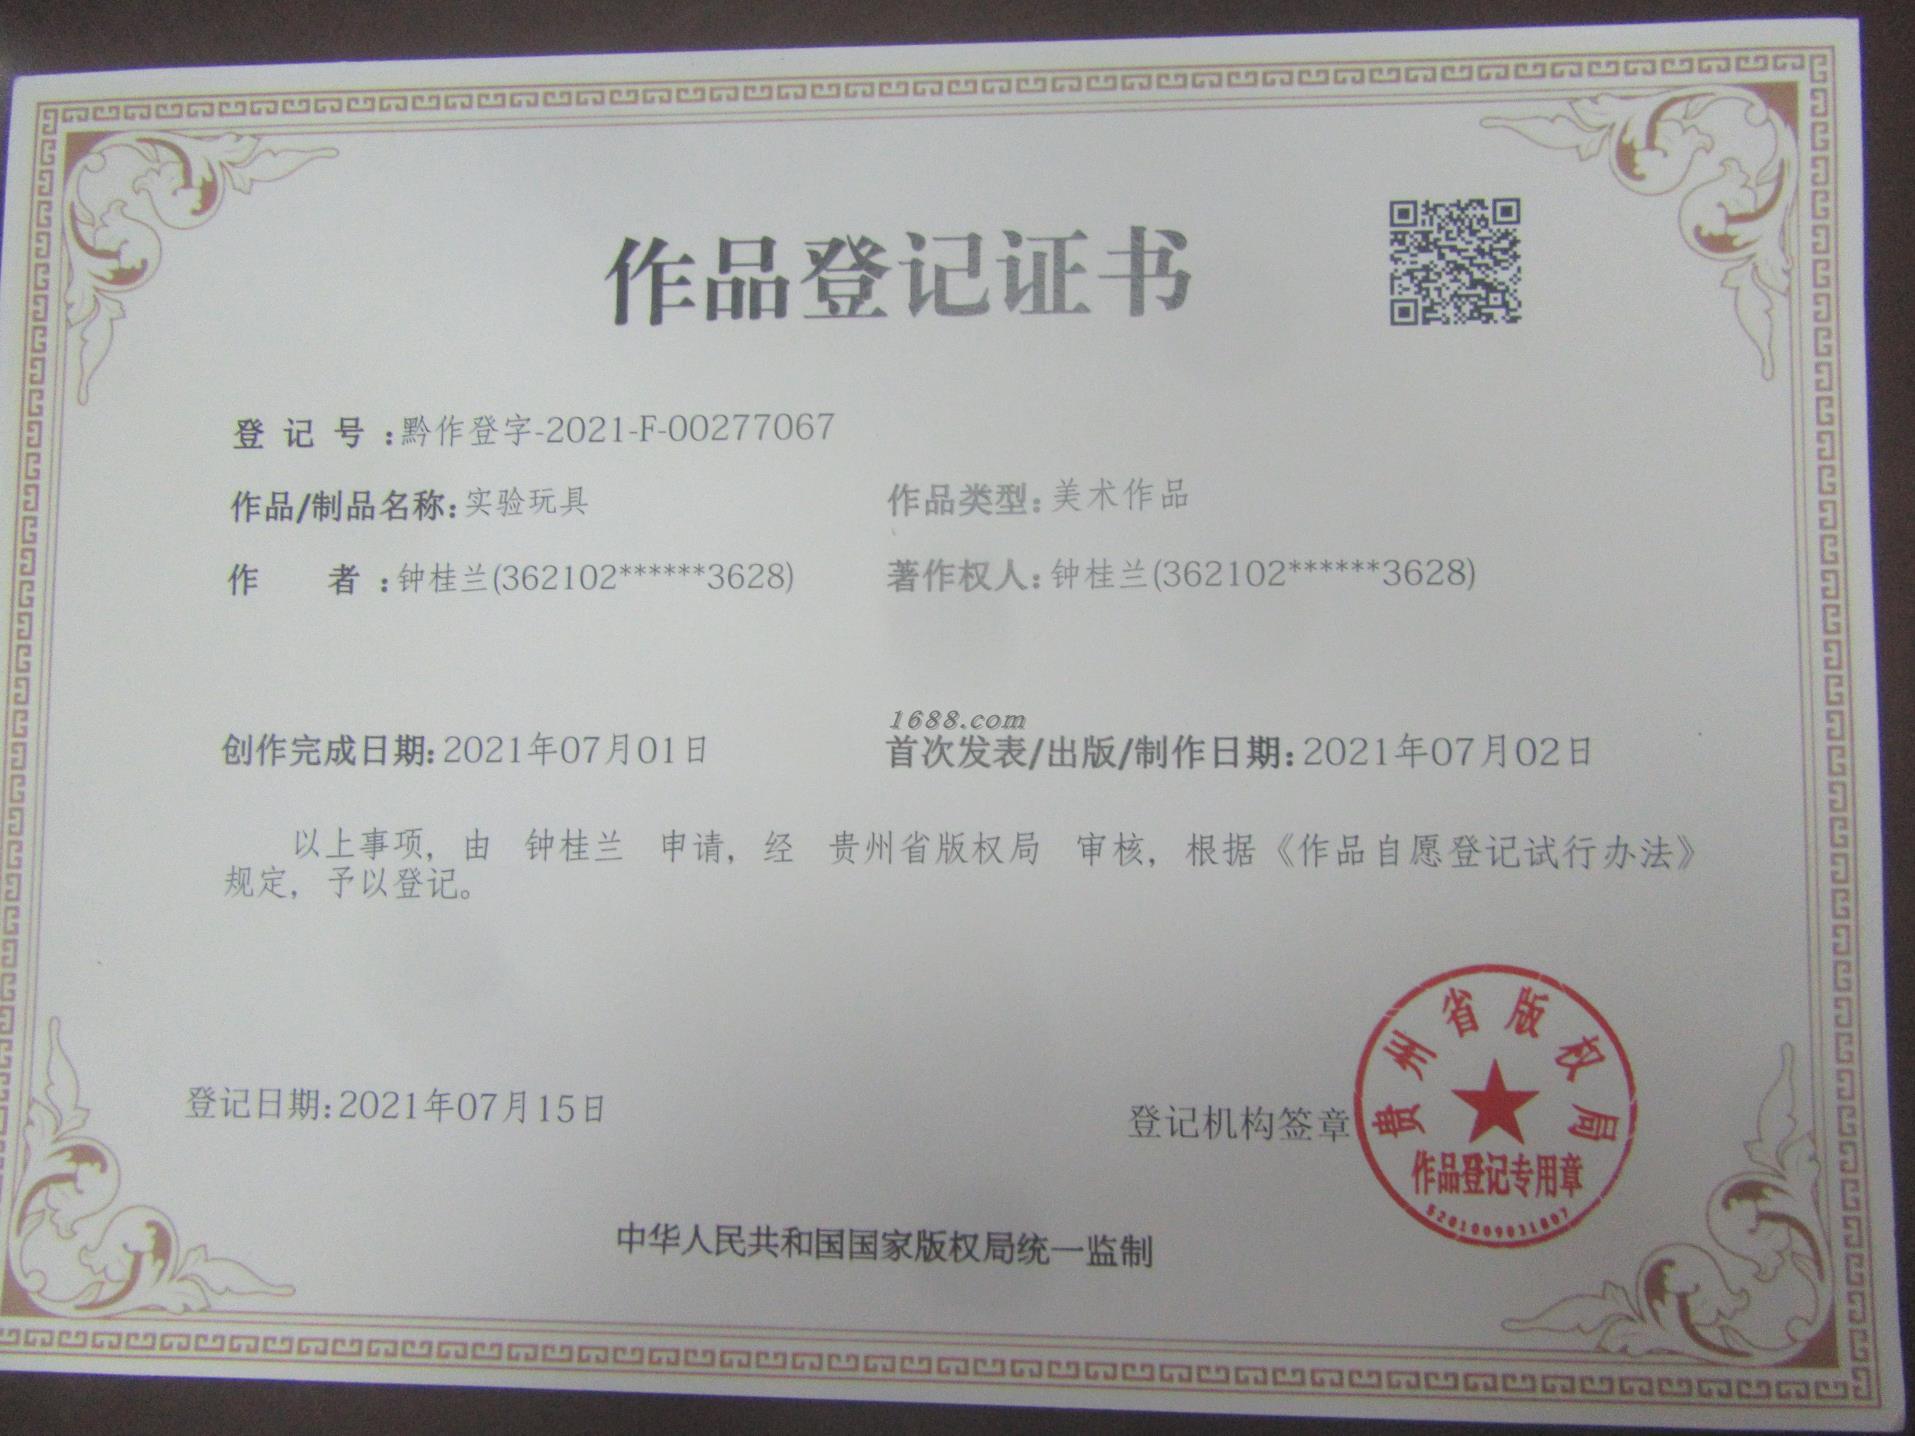 作品登记证书
登记号:黔作登字-2021-F-00277067
作品/制品名称:实验玩具
作品类型:美术作品
作者:钟桂兰(362102******3628)
著作权人:钟桂兰(362102******3628)
1688.com
创作完成日期:2021年07月01日
首次发表/出版/制作日期:2021年07月02日
以上事项,由 钟桂兰 申请,经 贵州省版权局 审核,根据《作品自愿登记试行办法》
规定,予以登记。
登记日期:2021年07月15日
登记机构签章
贵州省版权局
作品登记专用章
5201009031807
中华人民共和国国家版权局统一监制